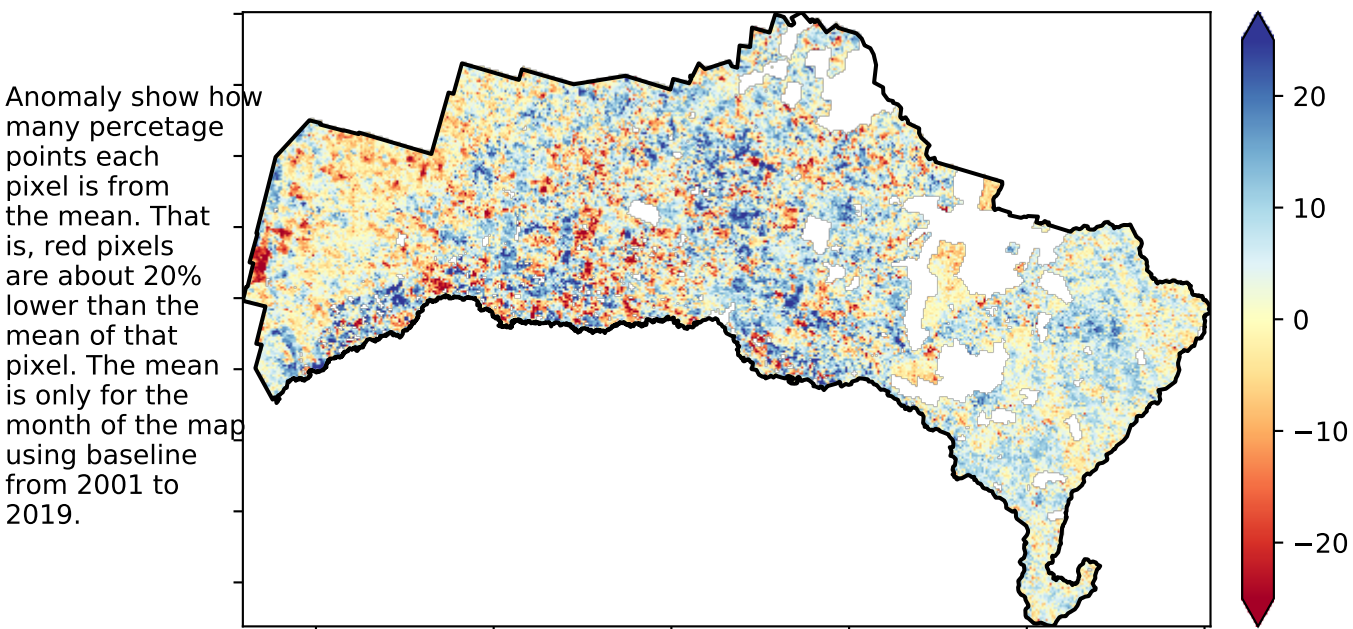 Anomaly show how
many percetage
points each
pixel is from
the mean. That
is, red pixels
are about 20%
lower than the
mean of that
pixel. The mean
is only for the
month of the map
using baseline
from 2001 to
2019.
20
10
0
−10
−20